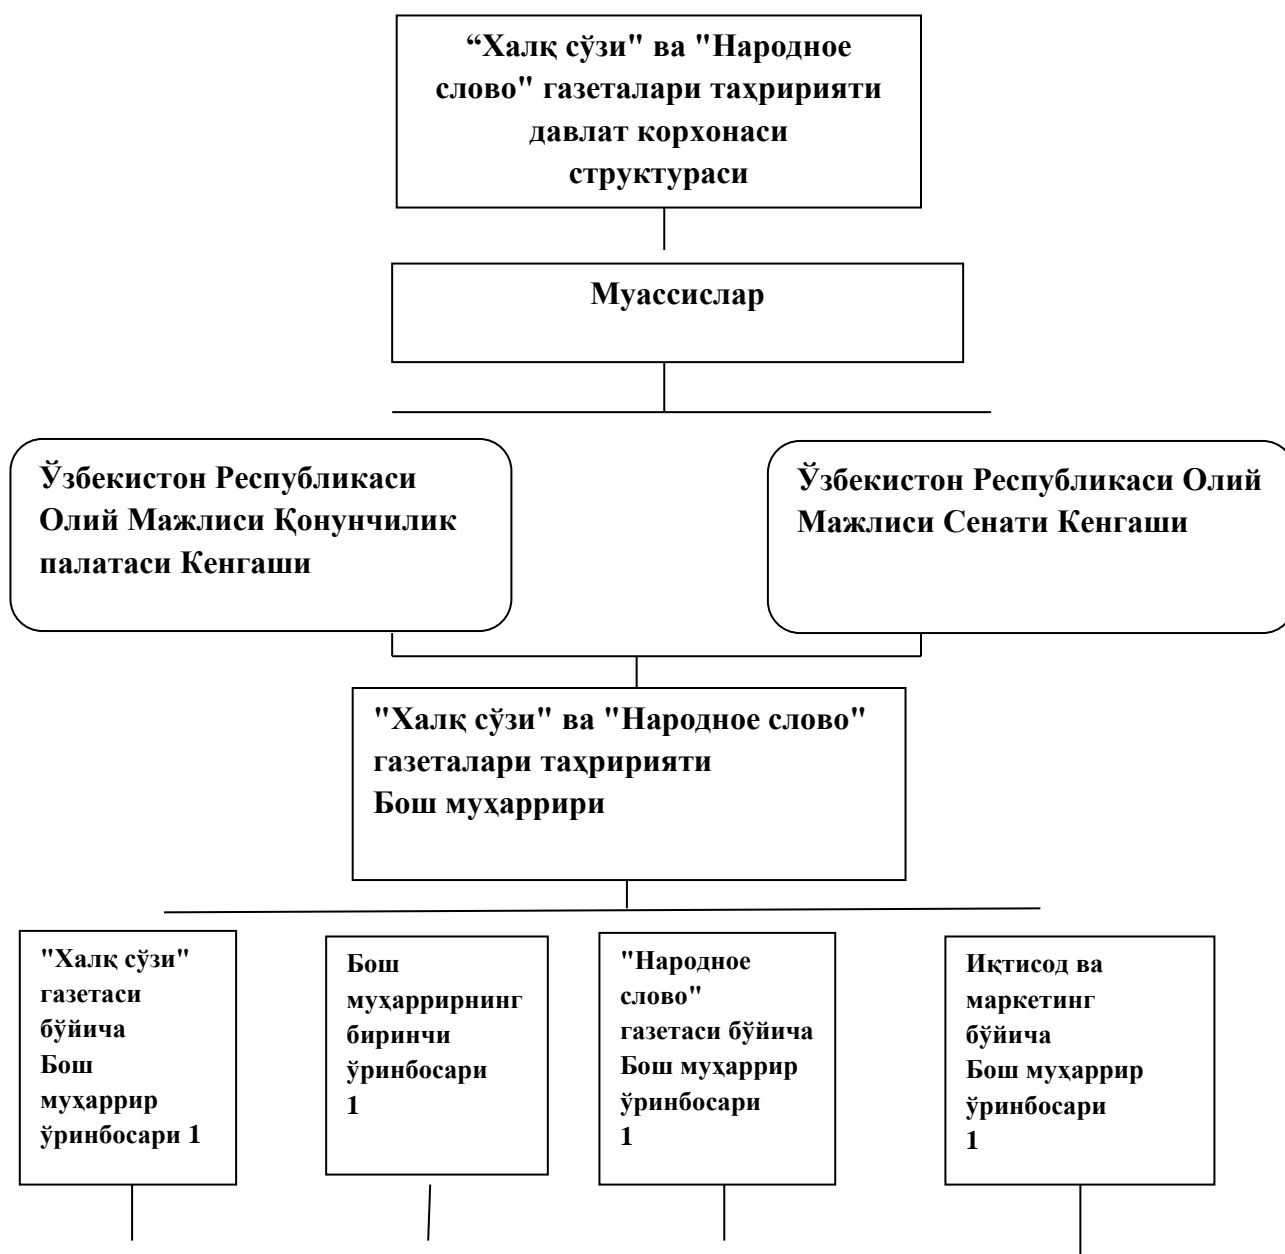 “Халқ сўзи" ва "Народное
слово" газеталари таҳририяти
давлат корхонаси
структураси
Муассислар
Ўзбекистон Республикаси
Олий Мажлиси Қонунчилик
палатаси Кенгаши
Ўзбекистон Республикаси Олий
Мажлиси Сенати Кенгаши
"Халқ сўзи" ва "Народное слово"
газеталари таҳририяти
Бош муҳаррири
"Халқ сўзи"
газетаси
бўйича
Бош
муҳаррир
ўринбосари 1
Бош
муҳаррирнинг
биринчи
ўринбосари
1
"Народное
слово"
газетаси бўйича
Бош муҳаррир
ўринбосари
1
Иқтисод ва
маркетинг
бўйича
Бош муҳаррир
ўринбосари
1